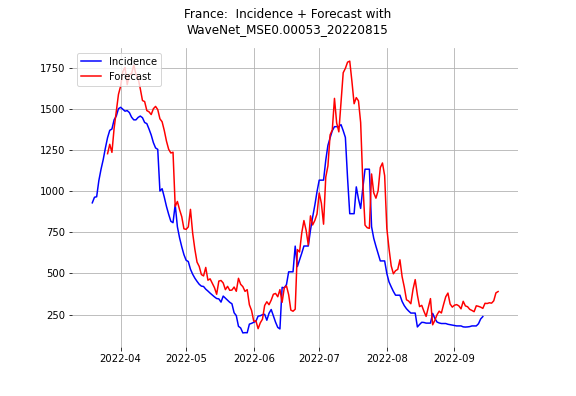 France:  Incidence + Forecast with
WaveNet_MSE0.00053_20220815
Incidence
Forecast
1750
1500
1250
1000
750
500
250
2022-04 2022-05 2022-06 2022-07 2022-08 2022-09